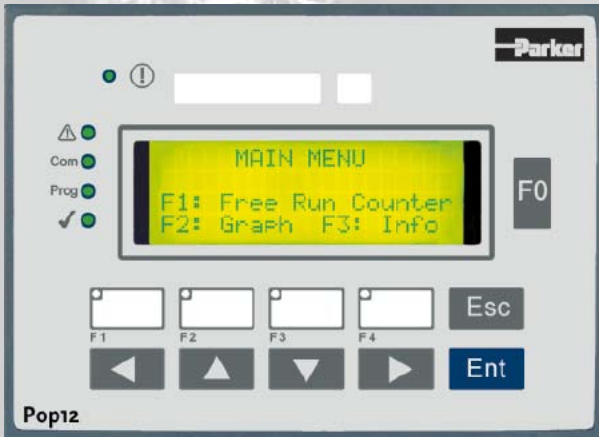 Parker
Com
Prog
MAIN MENU
F1: Free Run Counter
F2: Graph F3: Info
F0
F1 F2 F3 F4
Esc
Ent
Pop12